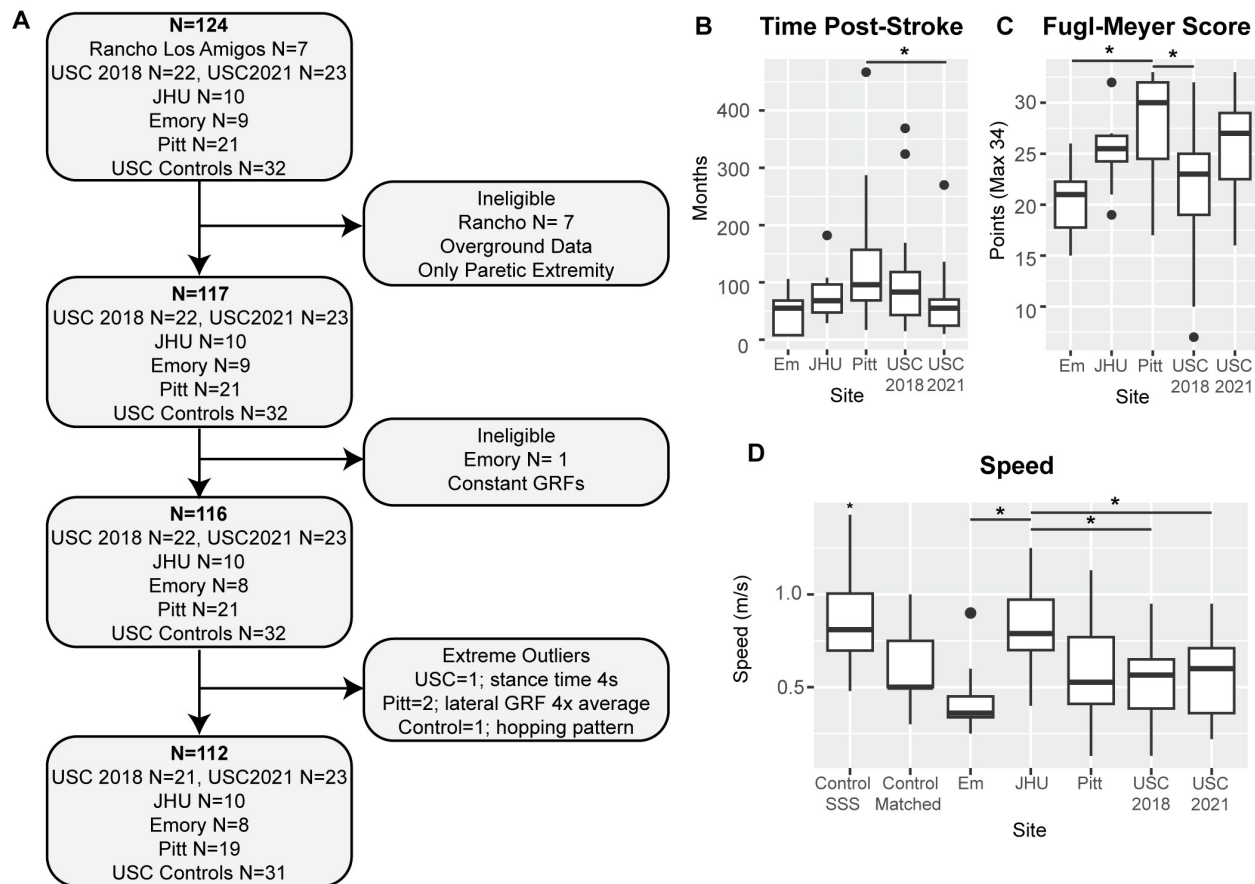 A
N=124
Rancho Los Amigos N=7
USC 2018 N=22, USC2021 N=23
JHU N=10
Emory N=9
Pitt N=21
USC Controls N=32
Ineligible
Rancho N= 7
Overground Data
Only Paretic Extremity
N=117
USC 2018 N=22, USC2021 N=23
JHU N=10
Emory N=9
Pitt N=21
USC Controls N=32
Ineligible
Emory N= 1
Constant GRFs
N=116
USC 2018 N=22, USC2021 N=23
JHU N=10
Emory N=8
Pitt N=21
USC Controls N=32
Extreme Outliers
USC=1; stance time 4s
Pitt=2; lateral GRF 4x average
Control=1; hopping pattern
N=112
USC 2018 N=21, USC2021 N=23
JHU N=10
Emory N=8
Pitt N=19
USC Controls N=31
B Time Post-Stroke
*
400
300
200
100
0
Months
Em JHU Pitt USC USC
2018 2021
Site
C Fugl-Meyer Score
* *
30
25
20
15
10
Points (Max 34)
Em JHU Pitt USC USC
2018 2021
Site
D
Speed
* * * *
1.0
0.5
Speed (m/s)
Control Control Em JHU Pitt USC USC
SSS Matched 2018 2021
Site